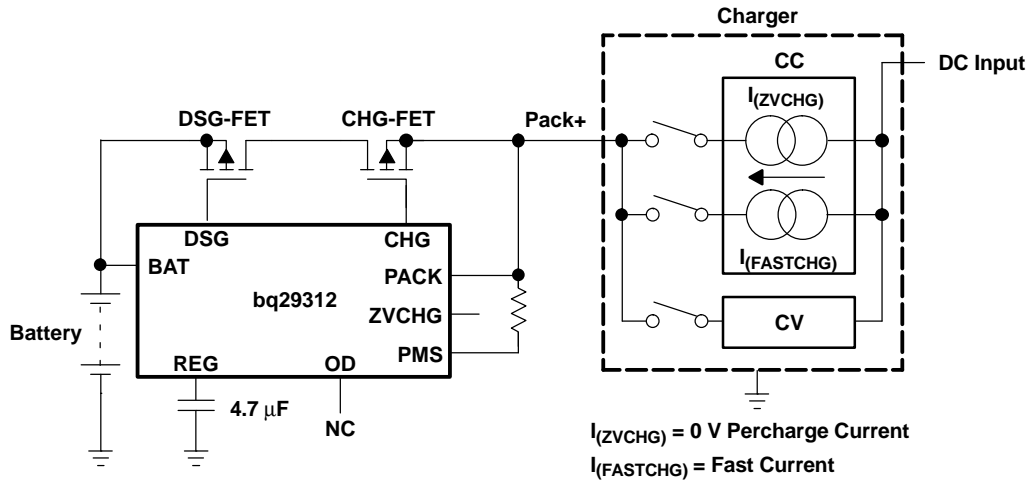 Charger
DC Input
CC
I(ZVCHG)
DSG-FET
CHG-FET
Pack+
I(FASTCHG)
DSG
CHG
BAT
PACK
bq29312
ZVCHG
Battery
CV
PMS
REG
OD
4.7 μF
NC
I(ZVCHG) = 0 V Percharge Current
I(FASTCHG) = Fast Current